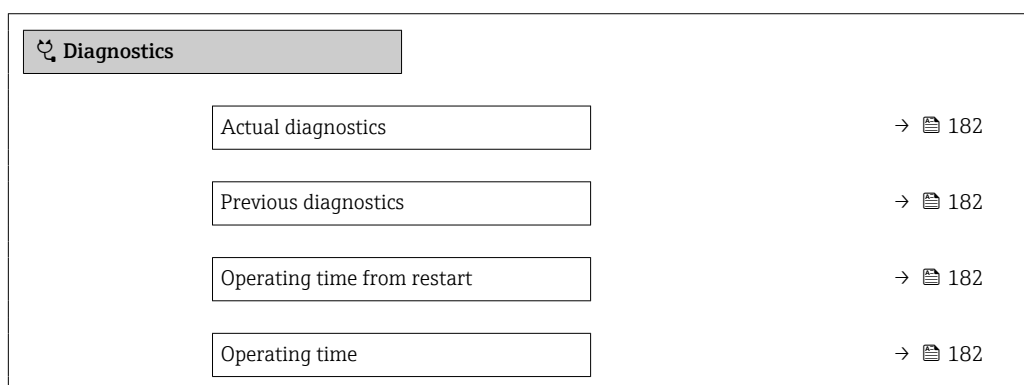 Diagnostics
Actual diagnostics → 182
Previous diagnostics → 182
Operating time from restart → 182
Operating time → 182